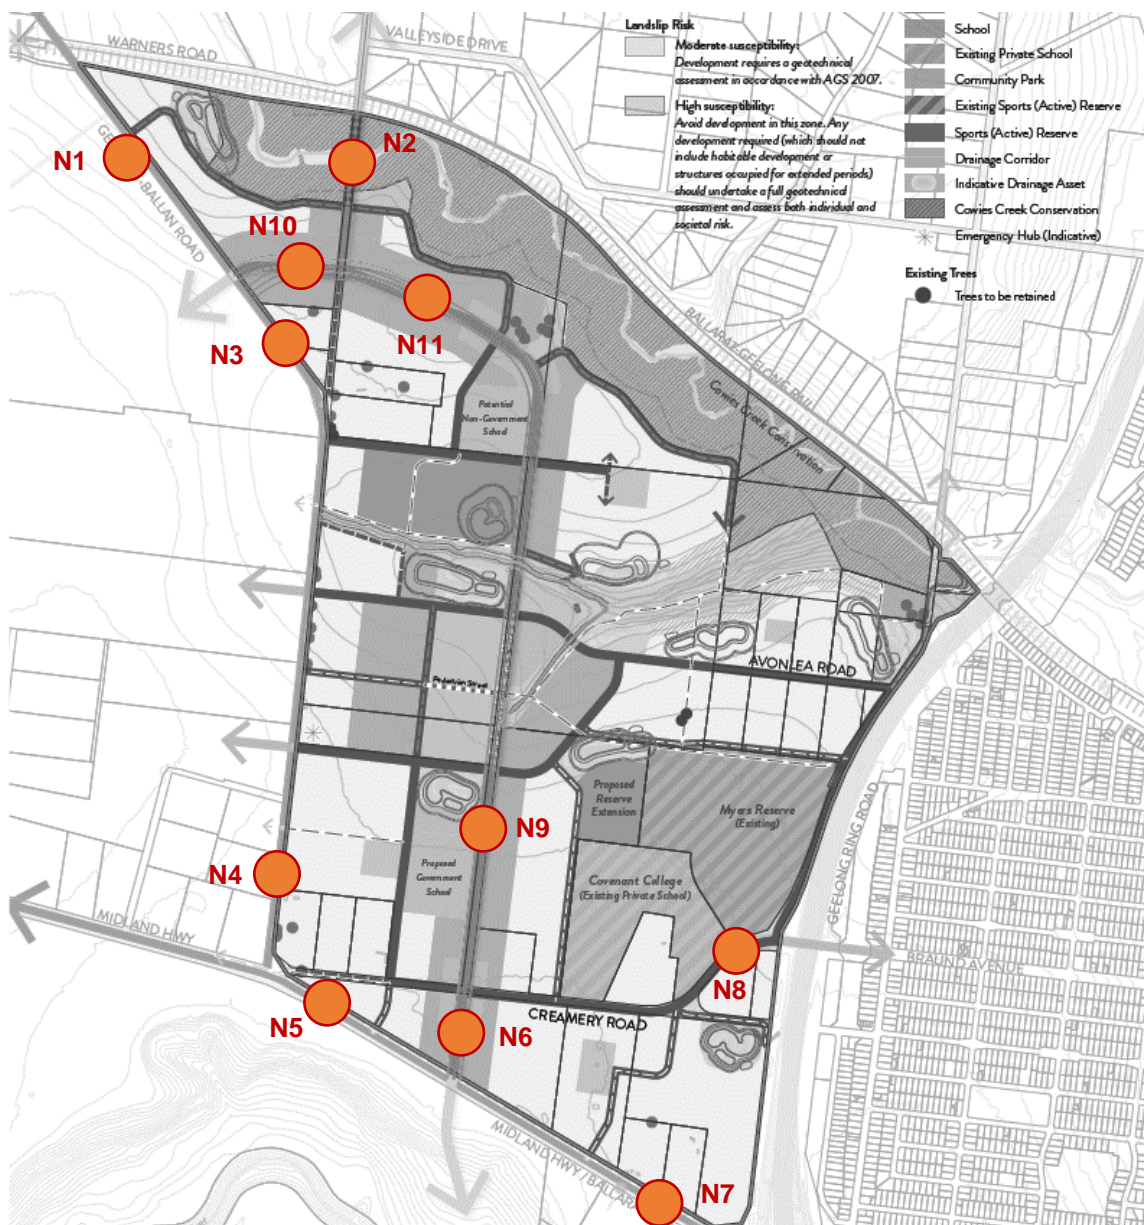 Landslip Risk
Moderate susceptibility:
Development requires a geotechnical
assessment in accordance with AGS 2007.
High susceptibility:
Avoid development in this zone. Any
development required (which should not
include habitable development or
structures occupied for extended periods)
should undertake a full geotechnical
assessment and assess both individual and
societal risk.
School
Existing Private School
Community Park
Existing Sports (Active) Reserve
Sports (Active) Reserve
Drainage Corridor
Indicative Drainage Asset
Cowies Creek Conservation
Emergency Hub (Indicative)
Existing Trees
Trees to be retained
WARNERS ROAD
VALLEYSIDE DRIVE
N1
N2
-BALLAN ROAD
N10
N3
N11
BALLARAT-GEELONG RAIL
Cowies Creek Conservation
Potential
Non-Government
School
AVONLEA ROAD
Pedestrian Street
Proposed
Reserve
Extension
Myers Reserve
(Existing)
N9
GEELONG RING ROAD
N4
Proposed
Government
School
Covenant College
(Existing Private School)
MIDLAND HWY
BRAUND AVENUE
N8
N5
CREAMERY ROAD
N6
MIDLAND HWY / BALLARA
N7